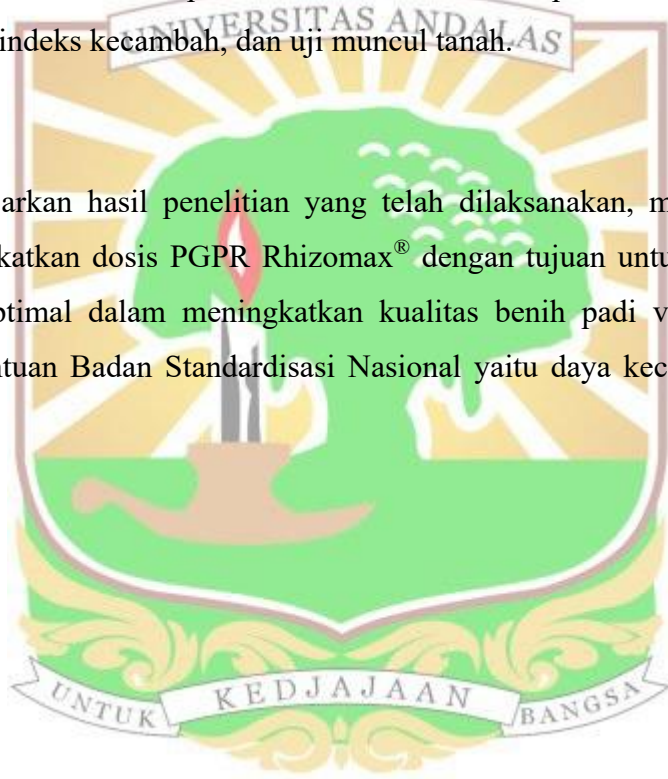 UNIVERSITAS ANDALAS
indeks kecambah, dan uji muncul tanah.
arkan hasil penelitian yang telah dilaksanakan, m
katkan dosis PGPR Rhizomax® dengan tujuan untu
ptimal dalam meningkatkan kualitas benih padi v
ntuan Badan Standardisasi Nasional yaitu daya kec
UNTUK KEDJAJAAN BANGSA